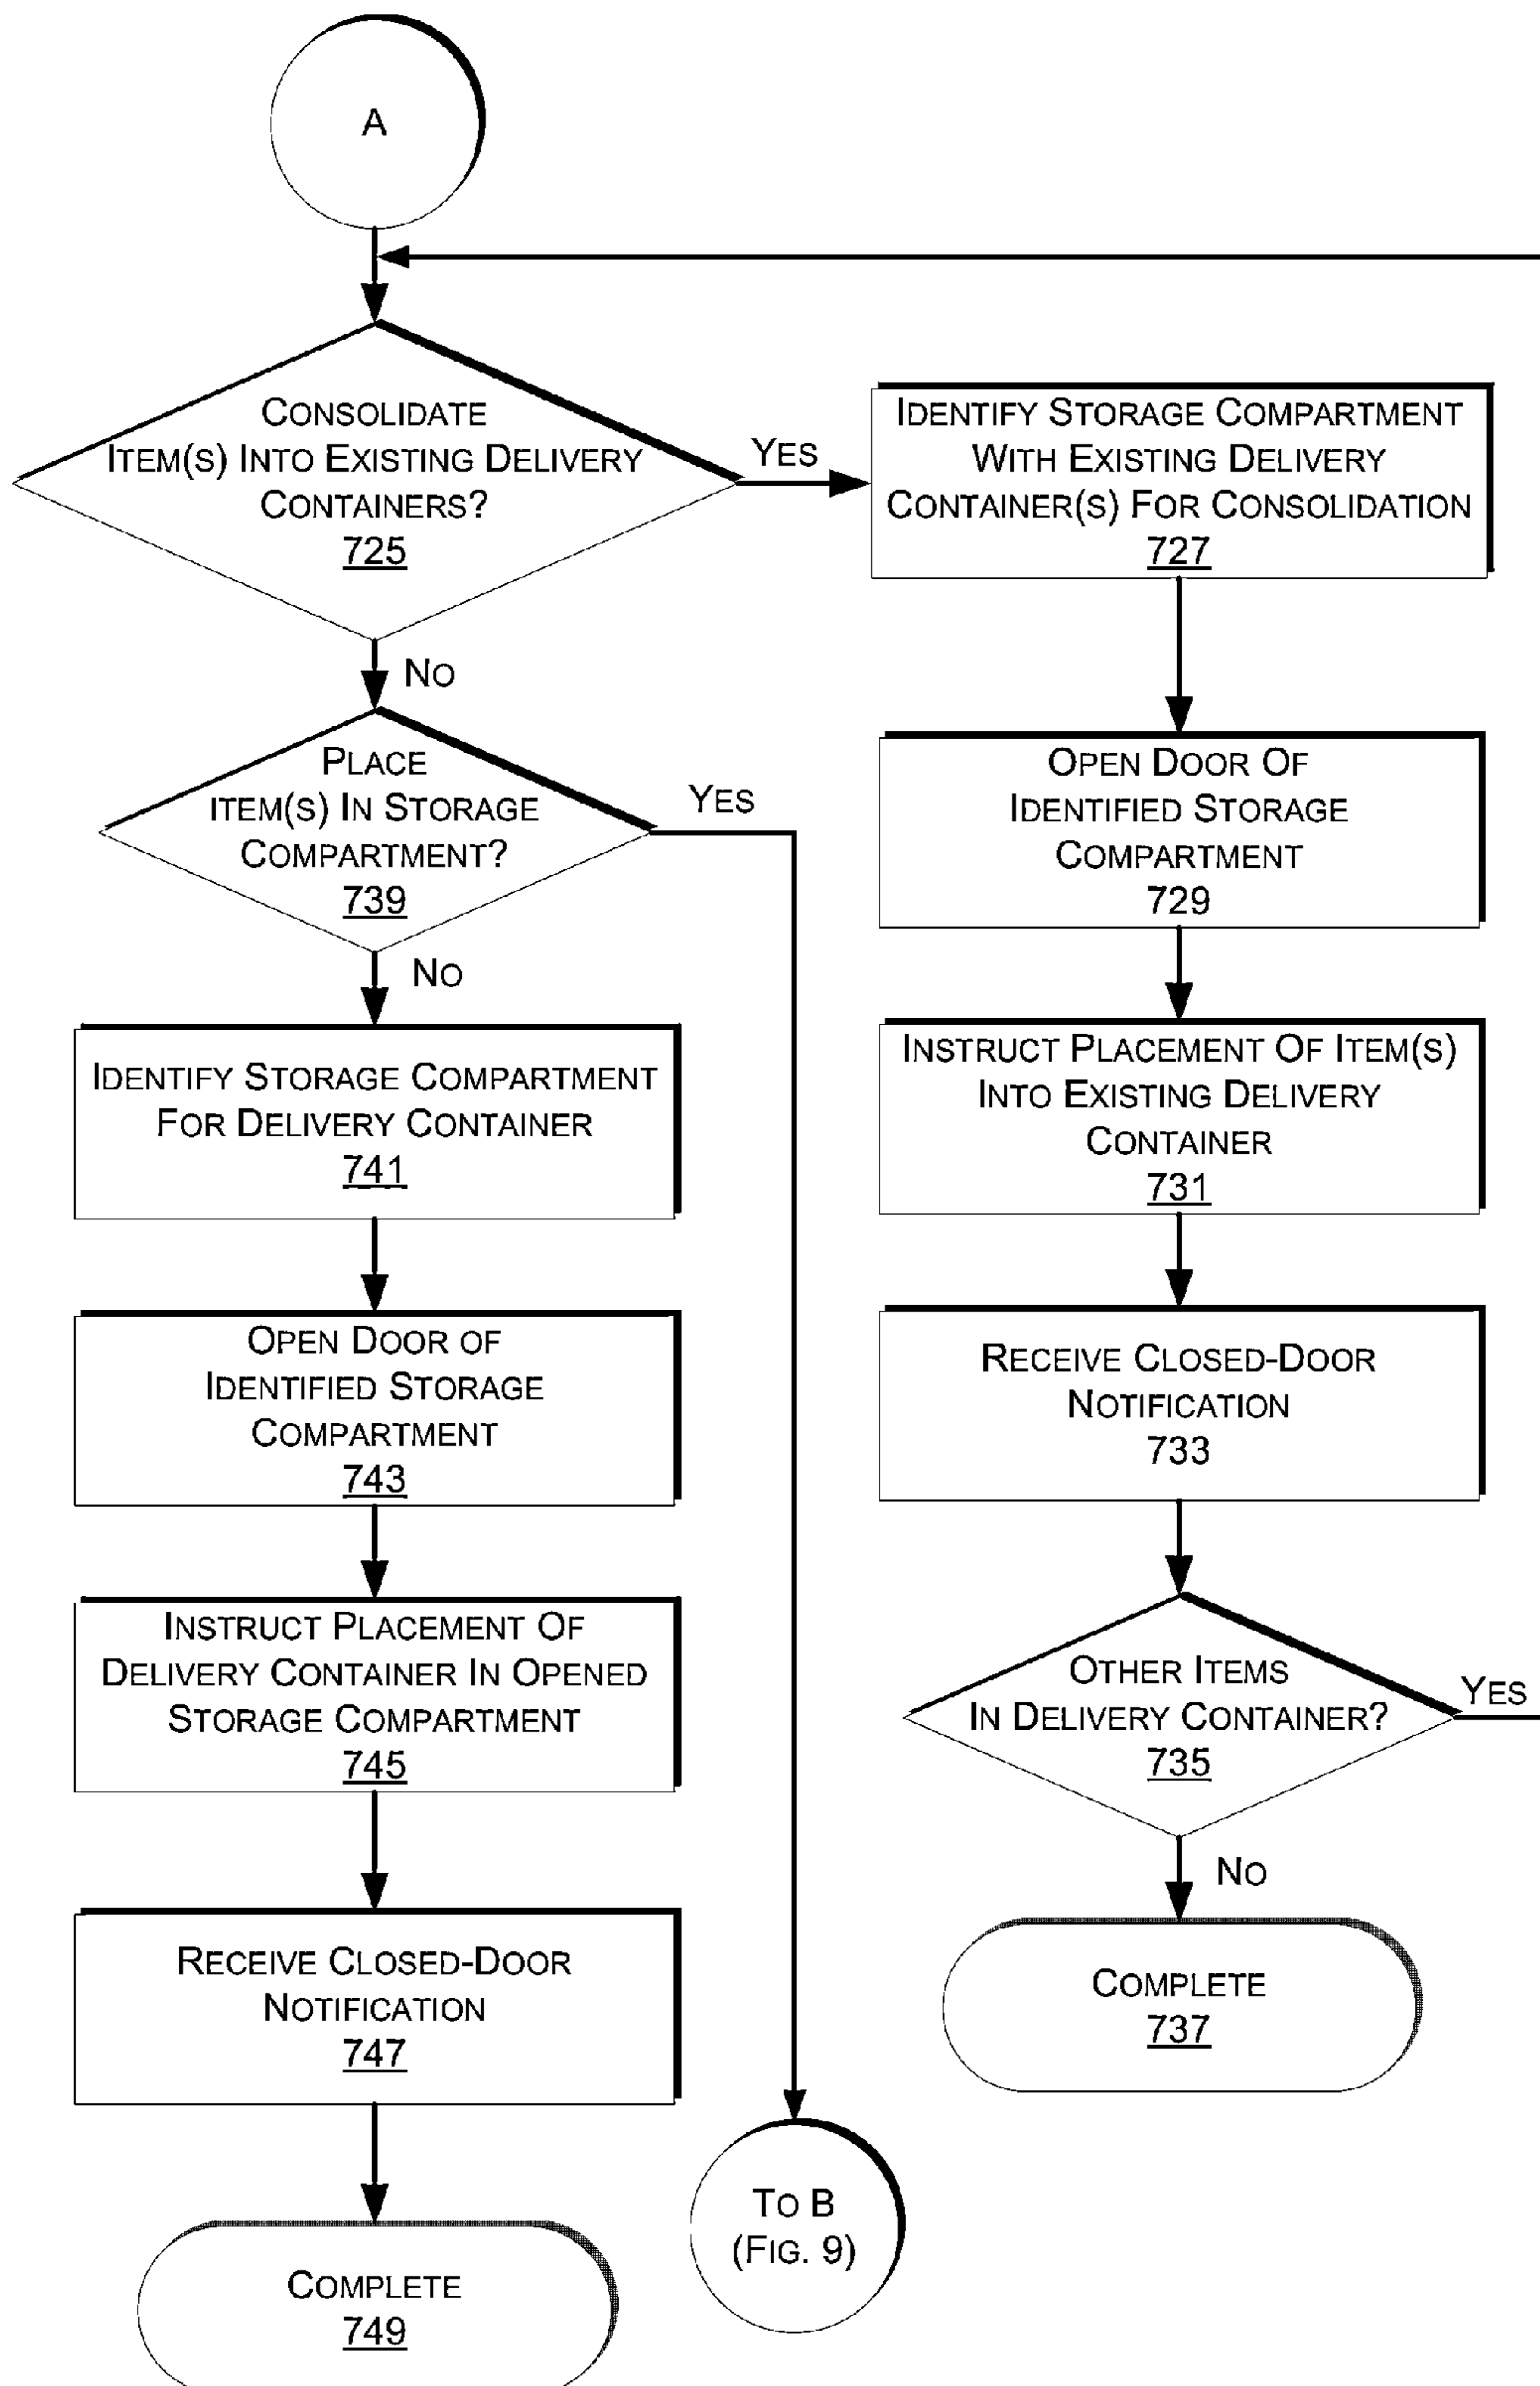 A
CONSOLIDATE
ITEM(S) INTO EXISTING DELIVERY
CONTAINERS?
725
YES
IDENTIFY STORAGE COMPARTMENT
WITH EXISTING DELIVERY
CONTAINER(S) FOR CONSOLIDATION
727
NO
PLACE
ITEM(S) IN STORAGE
COMPARTMENT?
739
YES
OPEN DOOR OF
IDENTIFIED STORAGE
COMPARTMENT
729
NO
IDENTIFY STORAGE COMPARTMENT
FOR DELIVERY CONTAINER
741
INSTRUCT PLACEMENT OF ITEM(S)
INTO EXISTING DELIVERY
CONTAINER
731
OPEN DOOR OF
IDENTIFIED STORAGE
COMPARTMENT
743
RECEIVE CLOSED-DOOR
NOTIFICATION
733
INSTRUCT PLACEMENT OF
DELIVERY CONTAINER IN OPENED
STORAGE COMPARTMENT
745
OTHER ITEMS
IN DELIVERY CONTAINER?
735
YES
NO
RECEIVE CLOSED-DOOR
NOTIFICATION
747
COMPLETE
737
TO B
(FIG. 9)
COMPLETE
749